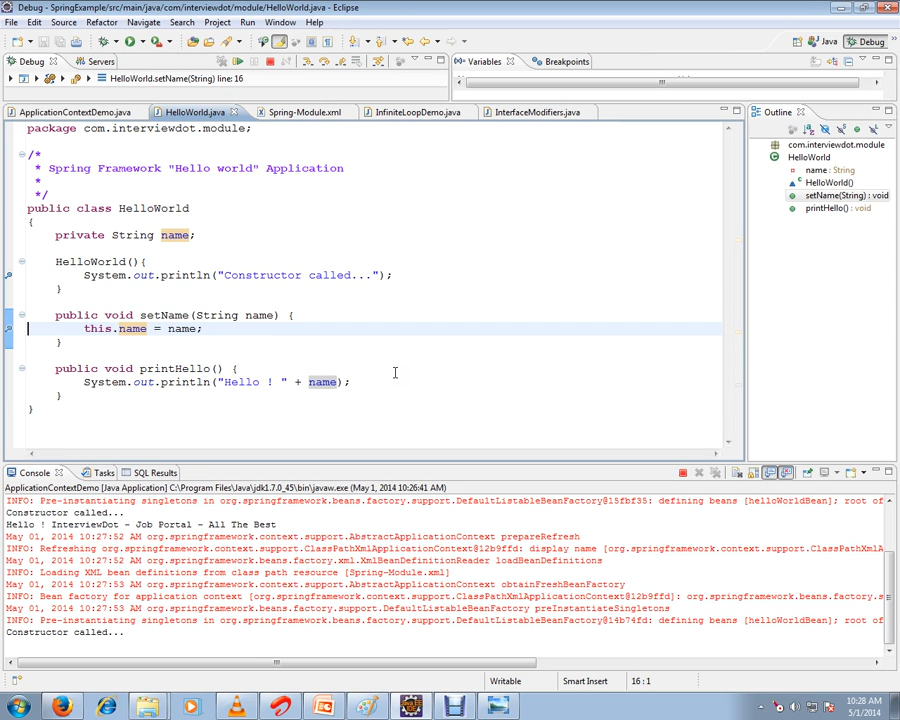 Debug - SpringExample/src/main/java/com/interviewdot/module/HelloWorld.java - Eclipse
File Edit Source Refactor Navigate Search Project Run Window Help
Java Debug
Debug Servers
Variables Breakpoints
HelloWorld.setName(String) line: 16
ApplicationContextDemo.java HelloWorld.java Spring-Module.xml InfiniteLoopDemo.java InterfaceModifiers.java
Outline
package com.interviewdot.module;
/*
* Spring Framework "Hello world" Application
*
*/
public class HelloWorld
{
private String name;
HelloWorld(){
System.out.println("Constructor called...");
}
public void setName(String name) {
this.name = name;
}
public void printHello() {
System.out.println("Hello ! " + name);
}
}
com.interviewdot.module
HelloWorld
name : String
HelloWorld()
setName(String) : void
printHello() : void
Console Tasks SQL Results
ApplicationContextDemo [Java Application] C:\Program Files\Java\jdk1.7.0_45\bin\javaw.exe (May 1, 2014 10:26:41 AM)
INFO: Pre-instantiating singletons in org.springframework.beans.factory.support.DefaultListableBeanFactory@15fbf35: defining beans [helloWorldBean]; root of
Constructor called...
Hello ! InterviewDot - Job Portal - All The Best
May 01, 2014 10:27:52 AM org.springframework.context.support.AbstractApplicationContext prepareRefresh
INFO: Refreshing org.springframework.context.support.ClassPathXmlApplicationContext@12b9ffd: display name [org.springframework.context.support.ClassPathXmlA
May 01, 2014 10:27:52 AM org.springframework.beans.factory.xml.XmlBeanDefinitionReader loadBeanDefinitions
INFO: Loading XML bean definitions from class path resource [Spring-Module.xml]
May 01, 2014 10:27:53 AM org.springframework.context.support.AbstractApplicationContext obtainFreshBeanFactory
INFO: Bean factory for application context [org.springframework.context.support.ClassPathXmlApplicationContext@12b9ffd]: org.springframework.beans.factory.s
May 01, 2014 10:27:53 AM org.springframework.beans.factory.support.DefaultListableBeanFactory preInstantiateSingletons
INFO: Pre-instantiating singletons in org.springframework.beans.factory.support.DefaultListableBeanFactory@14b74fd: defining beans [helloWorldBean]; root of
Constructor called...
Writable Smart Insert 16 : 1
10:28 AM
5/1/2014